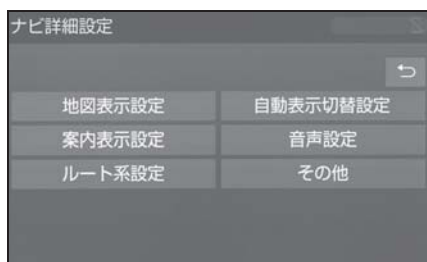 ナビ詳細設定
地図表示設定
自動表示切替設定
案内表示設定
音声設定
ルート系設定
その他